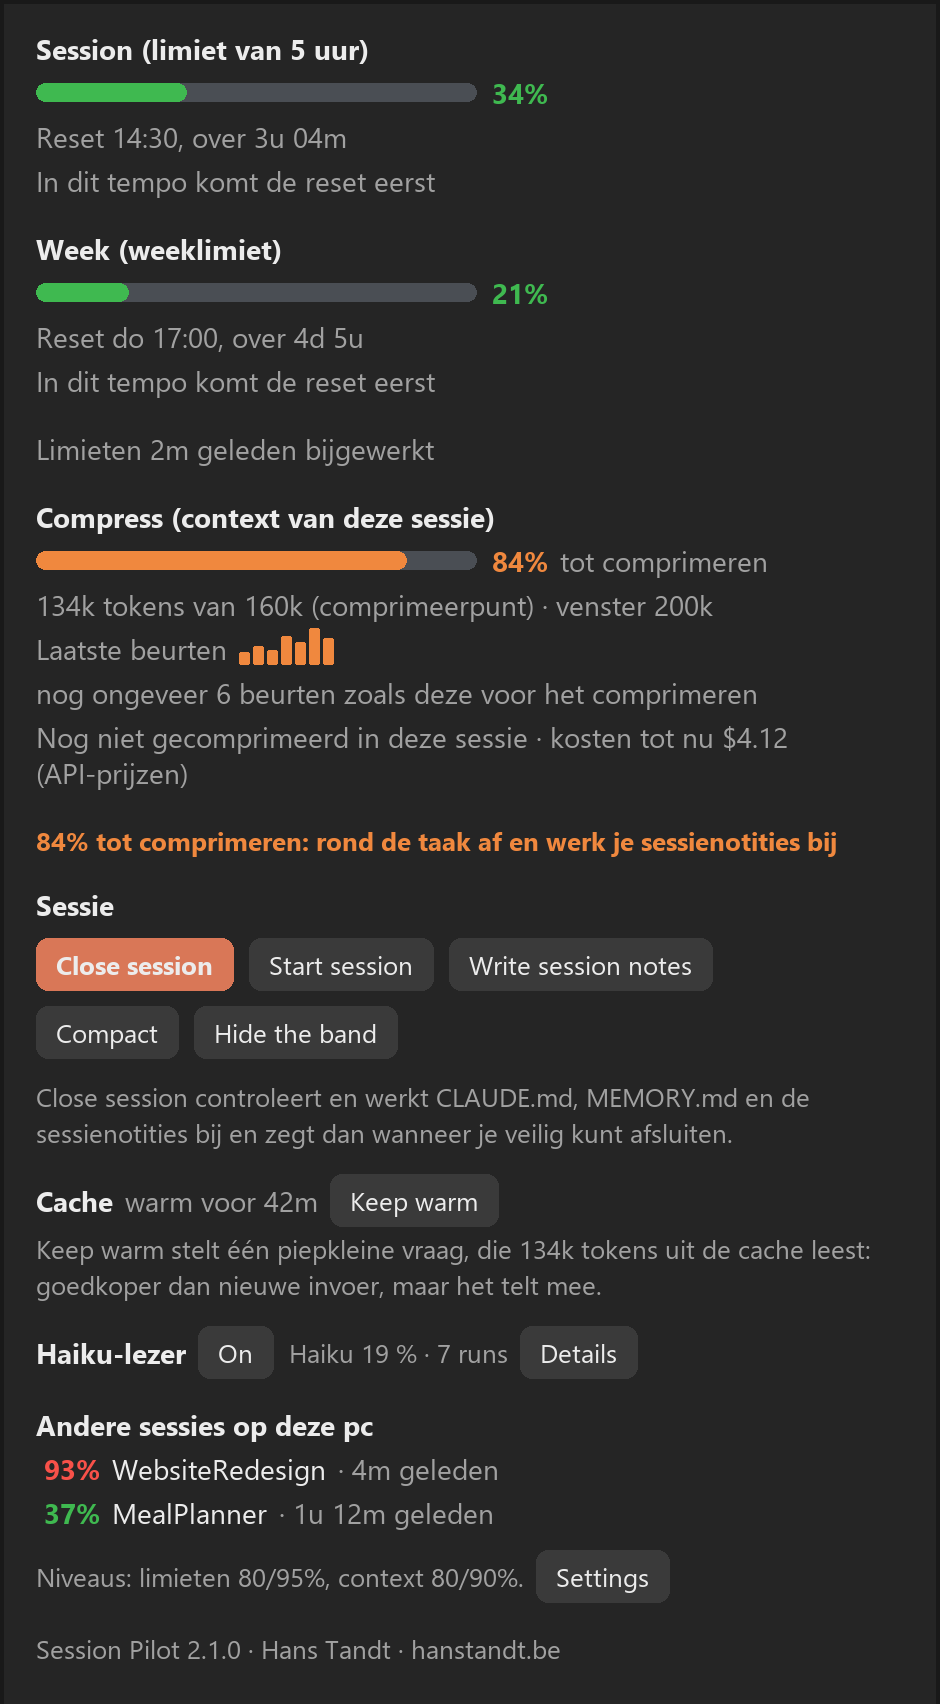 Session (limiet van 5 uur)
34%
Reset 14:30, over 3u 04m
In dit tempo komt de reset eerst
Week (weeklimiet)
21%
Reset do 17:00, over 4d 5u
In dit tempo komt de reset eerst
Limieten 2m geleden bijgewerkt
Compress (context van deze sessie)
84% tot comprimeren
134k tokens van 160k (comprimeerpunt) · venster 200k
Laatste beurten
nog ongeveer 6 beurten zoals deze voor het comprimeren
Nog niet gecomprimeerd in deze sessie · kosten tot nu $4.12
(API-prijzen)
84% tot comprimeren: rond de taak af en werk je sessienotities bij
Sessie
Close session Start session Write session notes
Compact Hide the band
Close session controleert en werkt CLAUDE.md, MEMORY.md en de
sessienotities bij en zegt dan wanneer je veilig kunt afsluiten.
Cache warm voor 42m Keep warm
Keep warm stelt één piepkleine vraag, die 134k tokens uit de cache leest:
goedkoper dan nieuwe invoer, maar het telt mee.
Haiku-lezer On Haiku 19 % · 7 runs Details
Andere sessies op deze pc
93% WebsiteRedesign · 4m geleden
37% MealPlanner · 1u 12m geleden
Niveaus: limieten 80/95%, context 80/90%. Settings
Session Pilot 2.1.0 · Hans Tandt · hanstandt.be